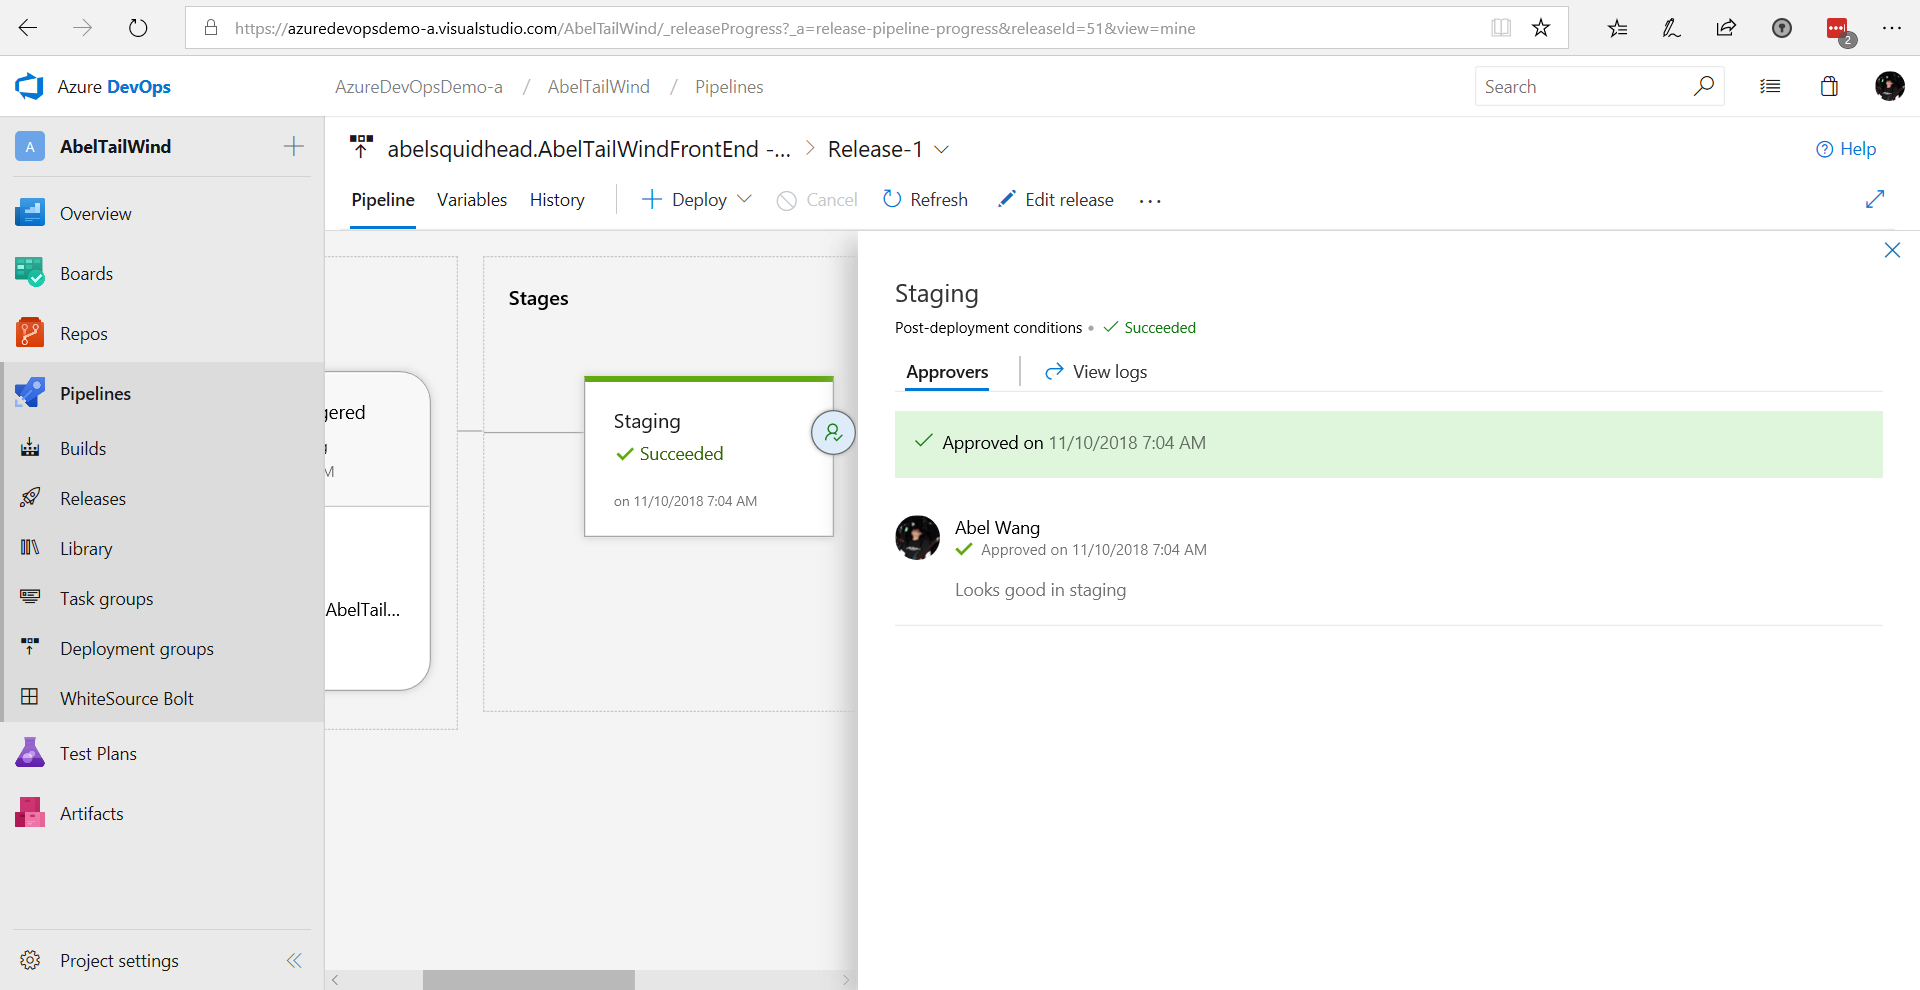 https://azuredevopsdemo-a.visualstudio.com/AbelTailWind/_releaseProgress?_a=release-pipeline-progress&releaseId=51&view=mine
2
Azure DevOps
AzureDevOpsDemo-a / AbelTailWind / Pipelines
Search
A AbelTailWind
Overview
Boards
Repos
Pipelines
Builds
Releases
Library
Task groups
Deployment groups
WhiteSource Bolt
Test Plans
Artifacts
Project settings
abelsquidhead.AbelTailWindFrontEnd -... > Release-1
Help
Pipeline Variables History Deploy Cancel Refresh Edit release ...
gered
M
AbelTail...
Stages
Staging
Succeeded
on 11/10/2018 7:04 AM
Staging
Post-deployment conditions • Succeeded
Approvers View logs
Approved on 11/10/2018 7:04 AM
Abel Wang
Approved on 11/10/2018 7:04 AM
Looks good in staging